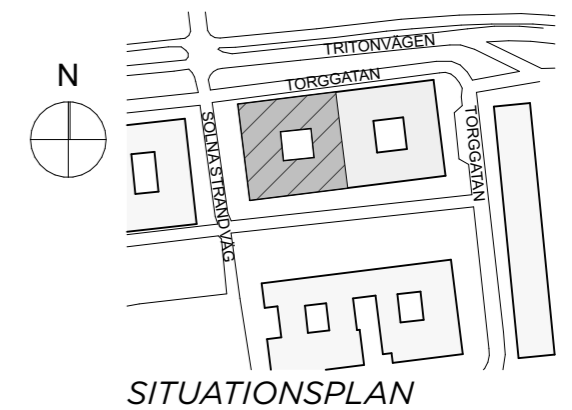 N
TRITONVÄGEN
TORGGATAN
SOLNA STRANDVÄG
TORGGATAN
SITUATIONSPLAN